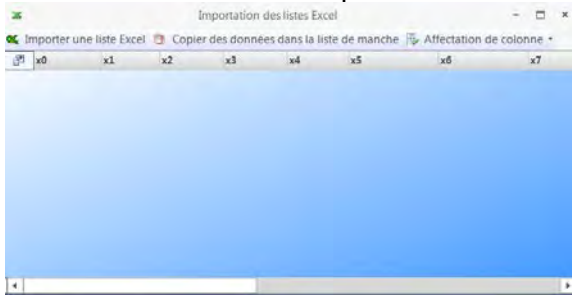 Importation des listes Excel
Importer une liste Excel Copier des données dans la liste de manche Affectation de colonne
x0 x1 x2 x3 x4 x5 x6 x7